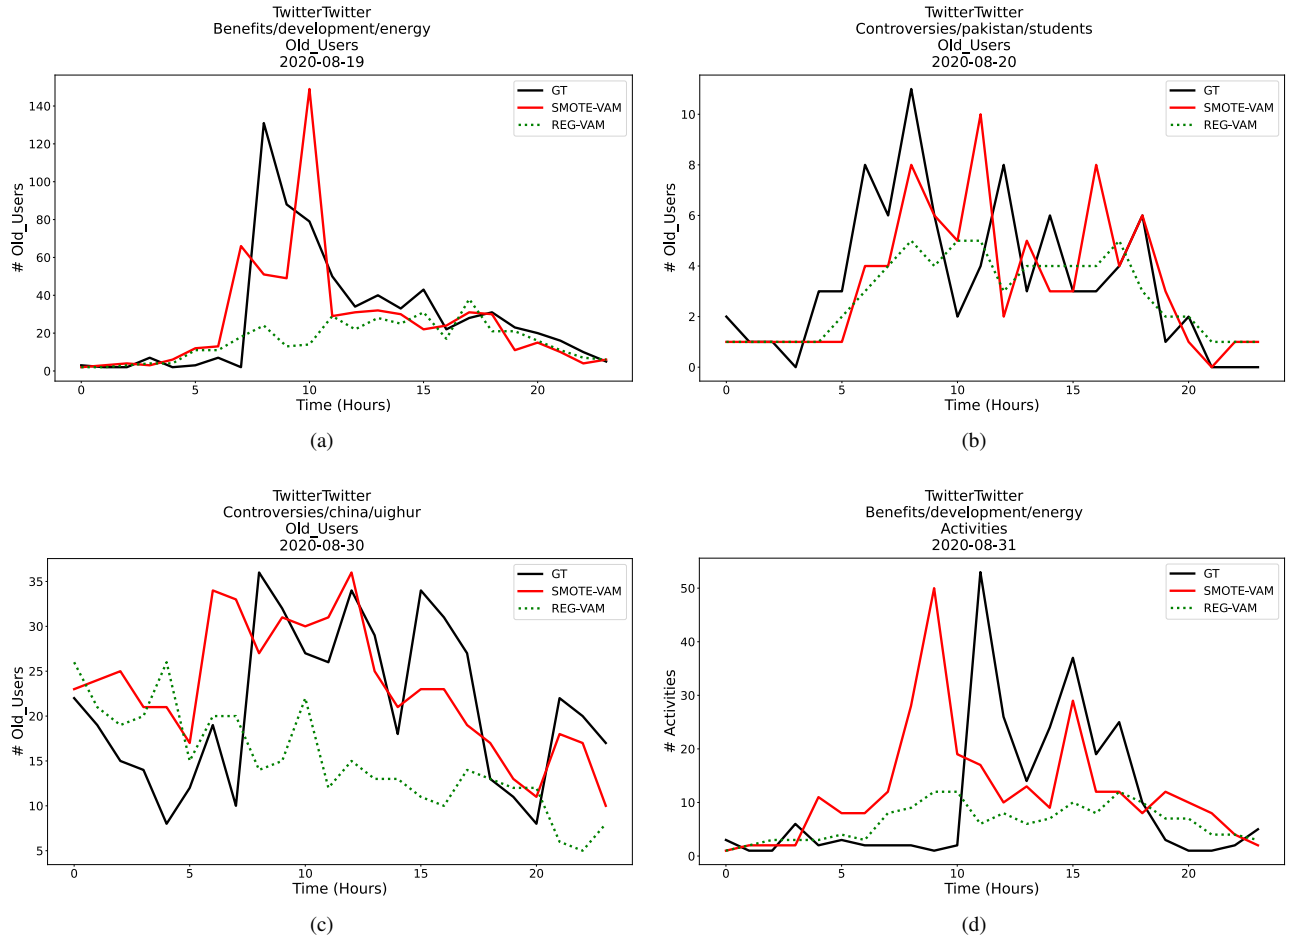 TwitterTwitter
Benefits/development/energy
Old_Users
2020-08-19
GT
SMOTE-VAM
REG-VAM
# Old_Users
140
120
100
80
60
40
20
0
0 5 10 15 20
Time (Hours)
(a)
TwitterTwitter
Controversies/pakistan/students
Old_Users
2020-08-20
GT
SMOTE-VAM
REG-VAM
# Old_Users
10
8
6
4
2
0
0 5 10 15 20
Time (Hours)
(b)
TwitterTwitter
Controversies/china/uighur
Old_Users
2020-08-30
GT
SMOTE-VAM
REG-VAM
# Old_Users
35
30
25
20
15
10
5
0 5 10 15 20
Time (Hours)
(c)
TwitterTwitter
Benefits/development/energy
Activities
2020-08-31
GT
SMOTE-VAM
REG-VAM
# Activities
50
40
30
20
10
0
0 5 10 15 20
Time (Hours)
(d)